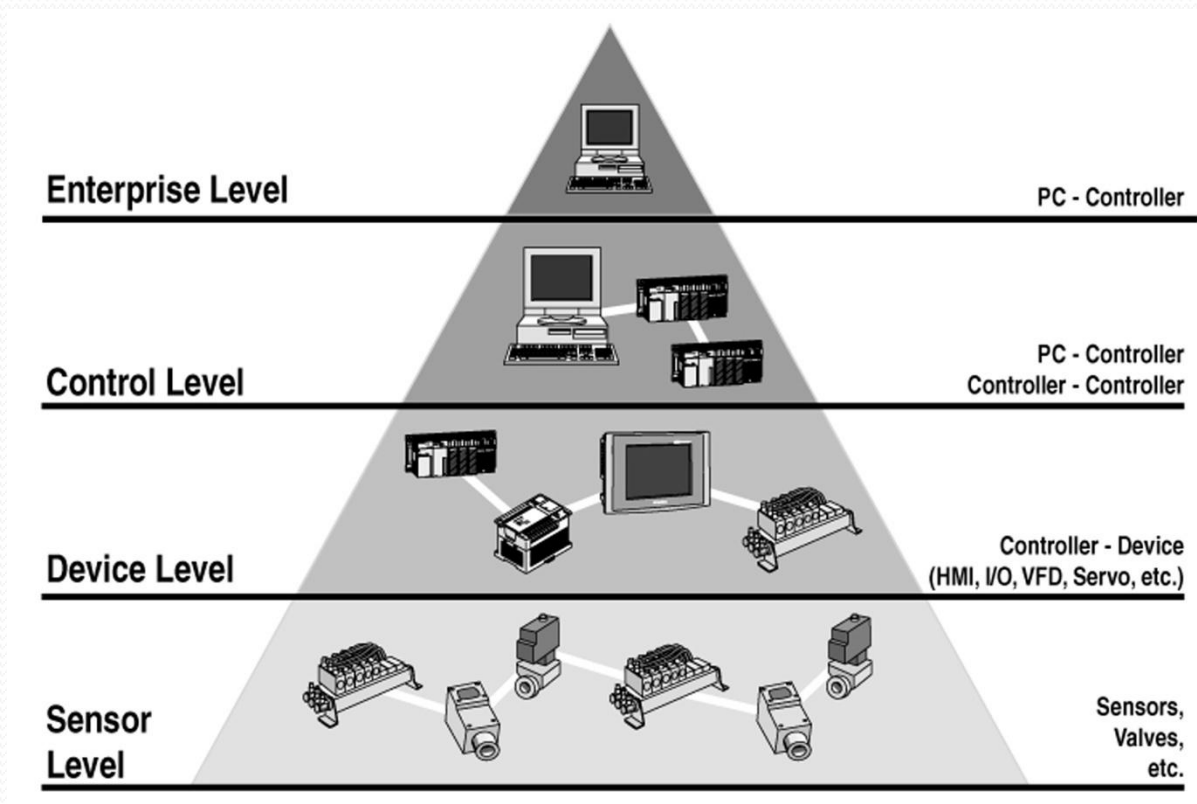 Enterprise Level
PC - Controller
Control Level
PC - Controller
Controller - Controller
Device Level
Controller - Device
(HMI, I/O, VFD, Servo, etc.)
Sensor
Level
Sensors,
Valves,
etc.